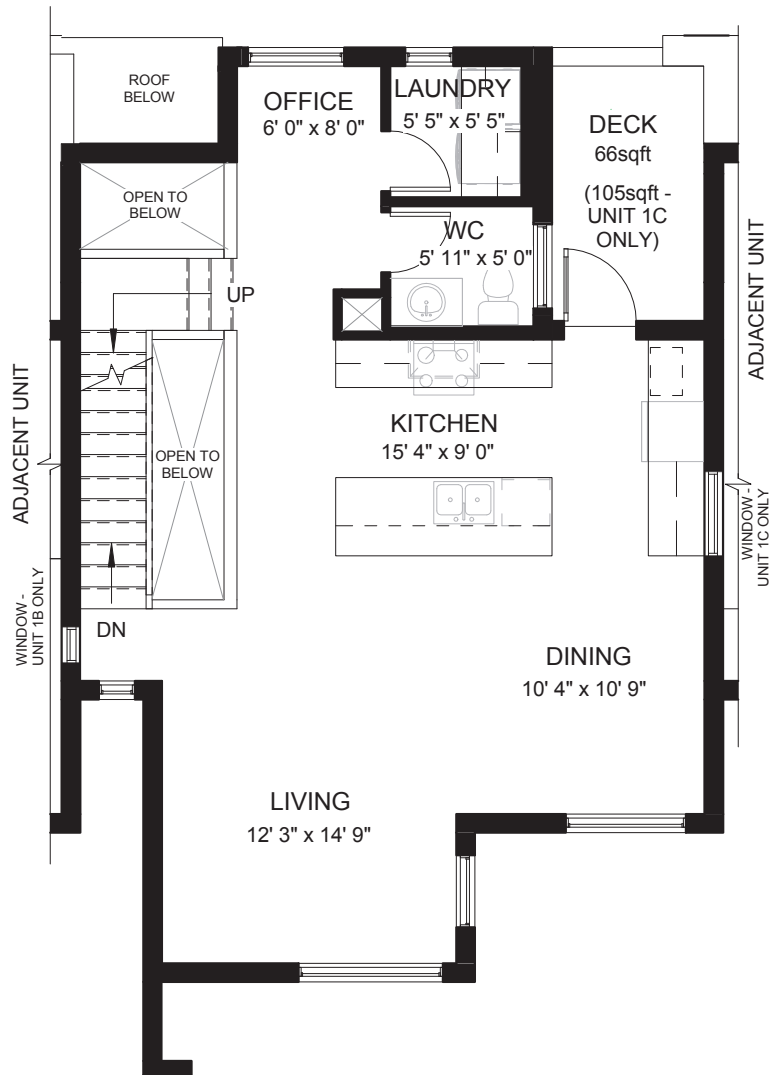 ROOF
BELOW
OFFICE
6' 0" x 8' 0"
LAUNDRY
5' 5" x 5' 5"
DECK
66sqft
(105sqft -
UNIT 1C
ONLY)
OPEN TO
BELOW
WC
5' 11" x 5' 0"
ADJACENT UNIT
UP
ADJACENT UNIT
KITCHEN
15' 4" x 9' 0"
OPEN TO
BELOW
WINDOW -
UNIT 1C ONLY
WINDOW -
UNIT 1B ONLY
DN
DINING
10' 4" x 10' 9"
LIVING
12' 3" x 14' 9"